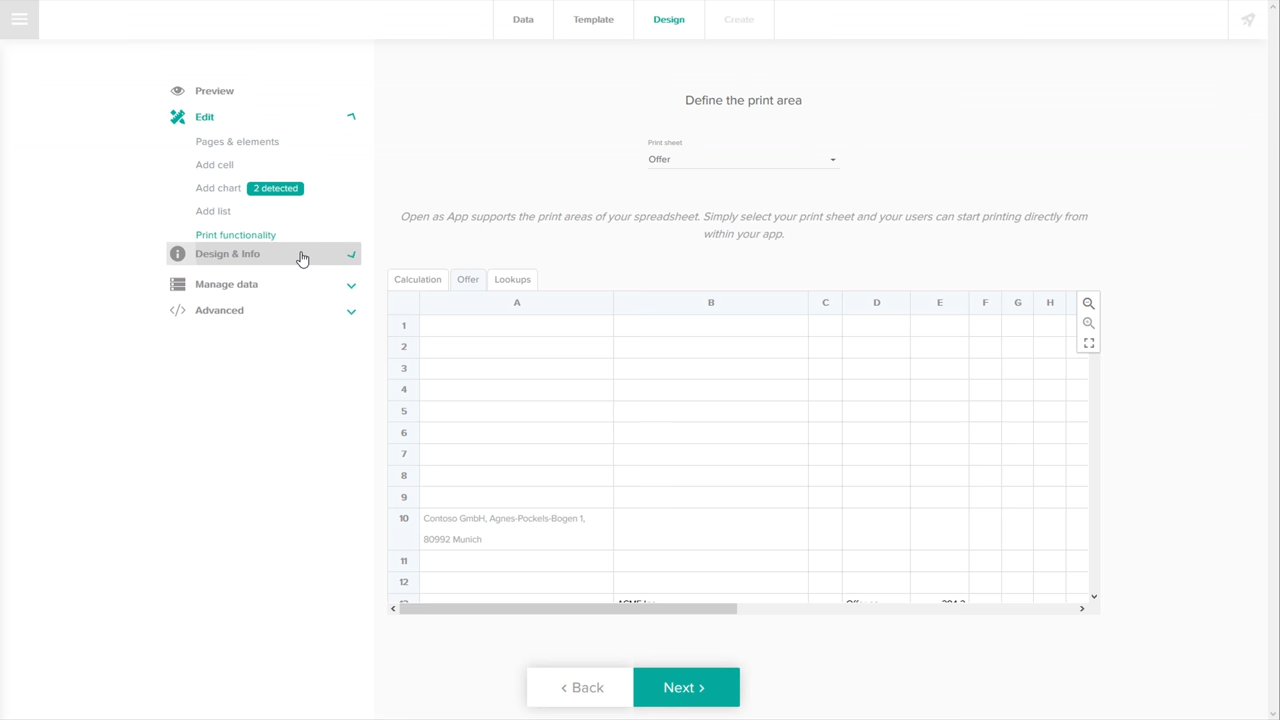 Data
Template
Design
Create
Preview
Edit
Pages & elements
Add cell
Add chart
2 detected
Add list
Print functionality
Design & Info
Manage data
Advanced
Define the print area
Print sheet
Offer
Open as App supports the print areas of your spreadsheet. Simply select your print sheet and your users can start printing directly from
within your app.
Calculation
Offer
Lookups
A
B
C
D
E
F
G
H
1
2
3
4
5
6
7
8
9
10
Contoso GmbH, Agnes-Pockels-Bogen 1,
80992 Munich
11
12
Back
Next